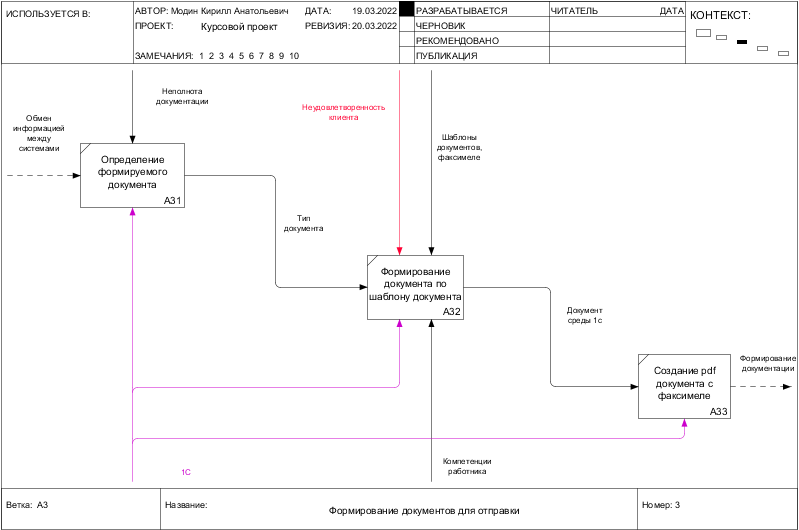 ИСПОЛЬЗУЕТСЯ В:
АВТОР: Модин Кирилл Анатольевич
ДАТА: 19.03.2022
ПРОЕКТ: Курсовой проект
РЕВИЗИЯ: 20.03.2022
ЗАМЕЧАНИЯ: 1 2 3 4 5 6 7 8 9 10
РАЗРАБАТЫВАЕТСЯ
ЧЕРНОВИК
РЕКОМЕНДОВАНО
ПУБЛИКАЦИЯ
ЧИТАТЕЛЬ
ДАТА
КОНТЕКСТ:
Неполнота
документации
Обмен
информацией
между
системами
Неудовлетворенность
клиента
Шаблоны
документов,
факсимеле
Определение
формируемого
документа
A31
Тип
документа
Формирование
документа по
шаблону документа
A32
Документ
среды 1с
Создание pdf
документа с
факсимеле
A33
Формирование
документации
1С
Компетенции
работника
Ветка: A3
Название:
Формирование документов для отправки
Номер: 3